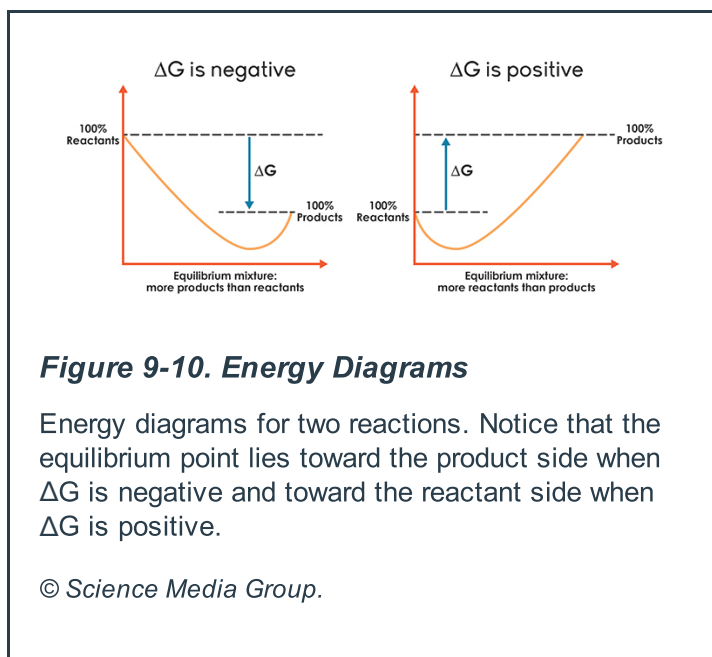 ΔG is negative
100%
Reactants
ΔG
100%
Products
Equilibrium mixture:
more products than reactants
ΔG is positive
100%
Products
ΔG
100%
Reactants
Equilibrium mixture:
more reactants than products
Figure 9-10. Energy Diagrams
Energy diagrams for two reactions. Notice that the
equilibrium point lies toward the product side when
ΔG is negative and toward the reactant side when
ΔG is positive.
© Science Media Group.